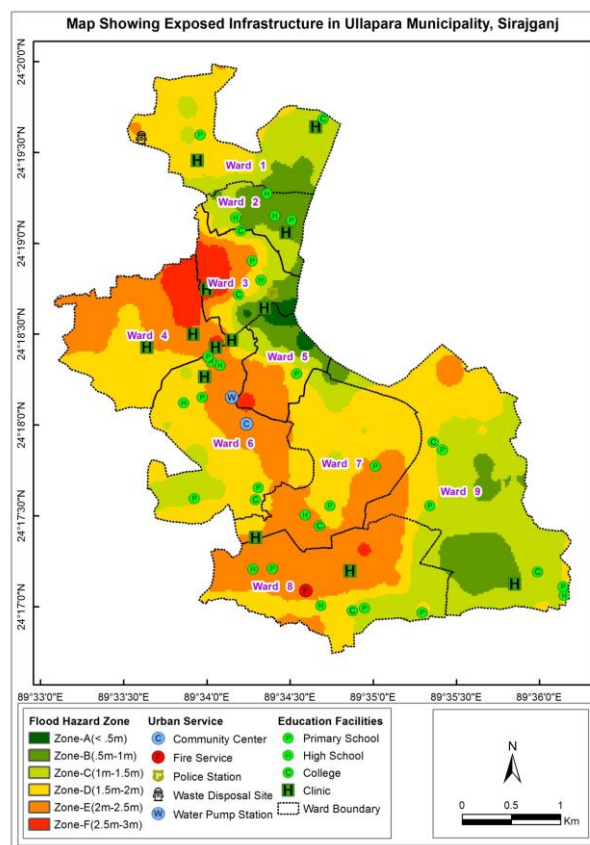 Map Showing Exposed Infrastructure in Ullapara Municipality, Sirajganj
24°20'0"N
24°19'30"N
24°19'0"N
24°18'30"N
24°18'0"N
24°17'30"N
24°17'0"N
Ward 1
Ward 2
Ward 3
Ward 4
Ward 5
Ward 6
Ward 7
Ward 9
Ward 8
89°33'0"E 89°33'30"E 89°34'0"E 89°34'30"E 89°35'0"E 89°35'30"E 89°36'0"E
Flood Hazard Zone
Zone-A(< .5m)
Zone-B(.5m-1m)
Zone-C(1m-1.5m)
Zone-D(1.5m-2m)
Zone-E(2m-2.5m)
Zone-F(2.5m-3m)
Urban Service
C Community Center
F Fire Service
P Police Station
Waste Disposal Site
W Water Pump Station
Education Facilities
P Primary School
H High School
C College
H Clinic
Ward Boundary
N
0 0.5 1
Km